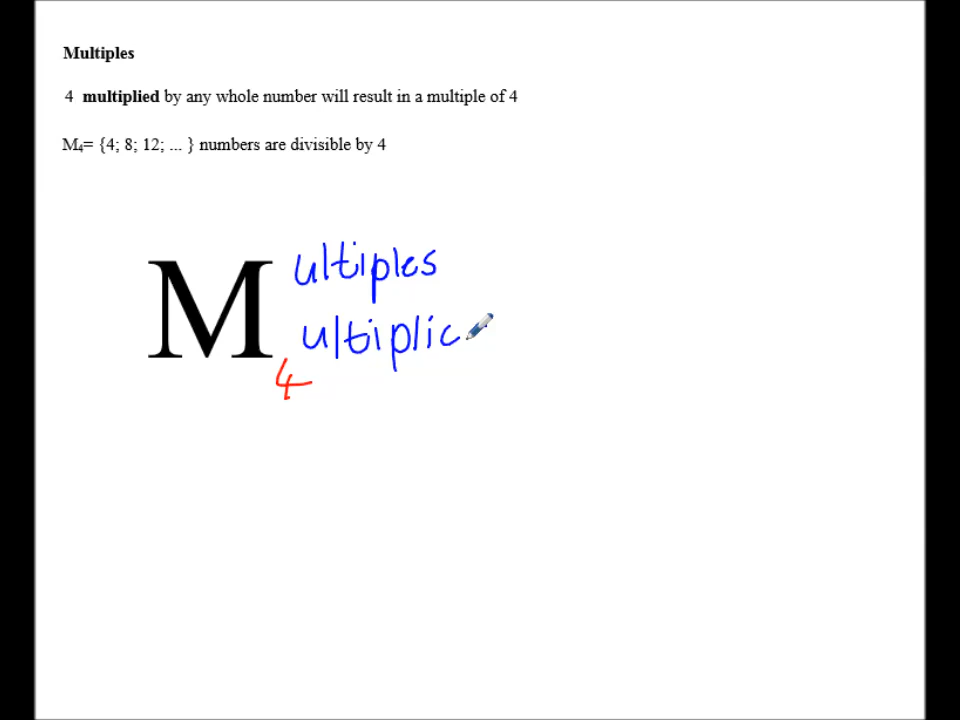 Multiples
4 multiplied by any whole number will result in a multiple of 4
M₄= {4; 8; 12; ... } numbers are divisible by 4
M ultiples
ultiplic
4